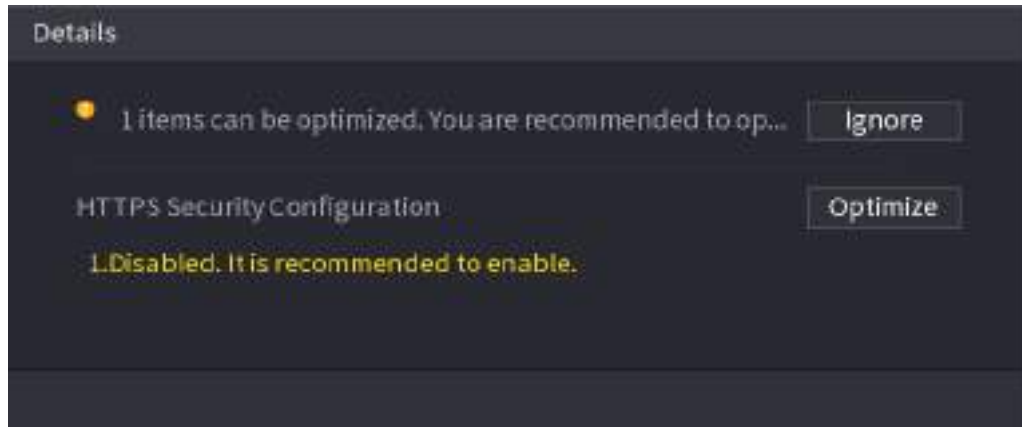 Details
1 items can be optimized. You are recommended to op... Ignore
HTTPS Security Configuration Optimize
1.Disabled. It is recommended to enable.